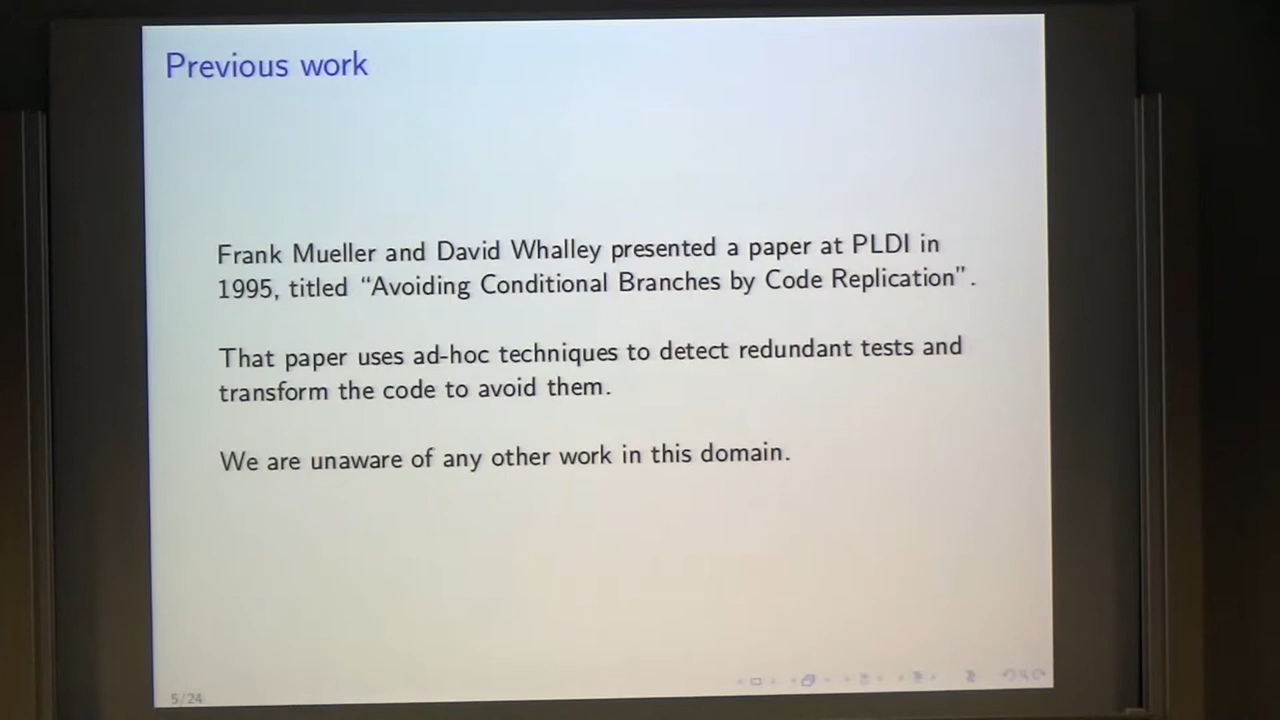 Previous work
Frank Mueller and David Whalley presented a paper at PLDI in
1995, titled “Avoiding Conditional Branches by Code Replication”.
That paper uses ad-hoc techniques to detect redundant tests and
transform the code to avoid them.
We are unaware of any other work in this domain.
5/24